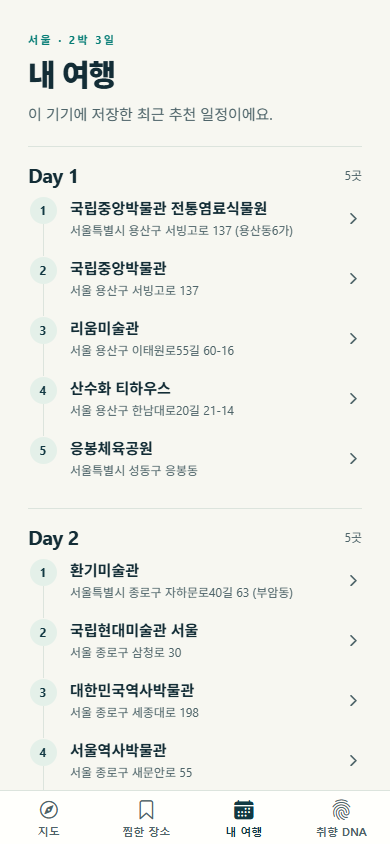 서울 · 2박 3일
내 여행
이 기기에 저장한 최근 추천 일정이에요.
Day 1
5곳
1
국립중앙박물관 전통염료식물원
서울특별시 용산구 서빙고로 137 (용산동6가)
2
국립중앙박물관
서울 용산구 서빙고로 137
3
리움미술관
서울 용산구 이태원로55길 60-16
4
산수화 티하우스
서울 용산구 한남대로20길 21-14
5
응봉체육공원
서울특별시 성동구 응봉동
Day 2
5곳
1
환기미술관
서울특별시 종로구 자하문로40길 63 (부암동)
2
국립현대미술관 서울
서울 종로구 삼청로 30
3
대한민국역사박물관
서울 종로구 세종대로 198
4
서울역사박물관
서울 종로구 새문안로 55
지도
찜한 장소
내 여행
취향 DNA